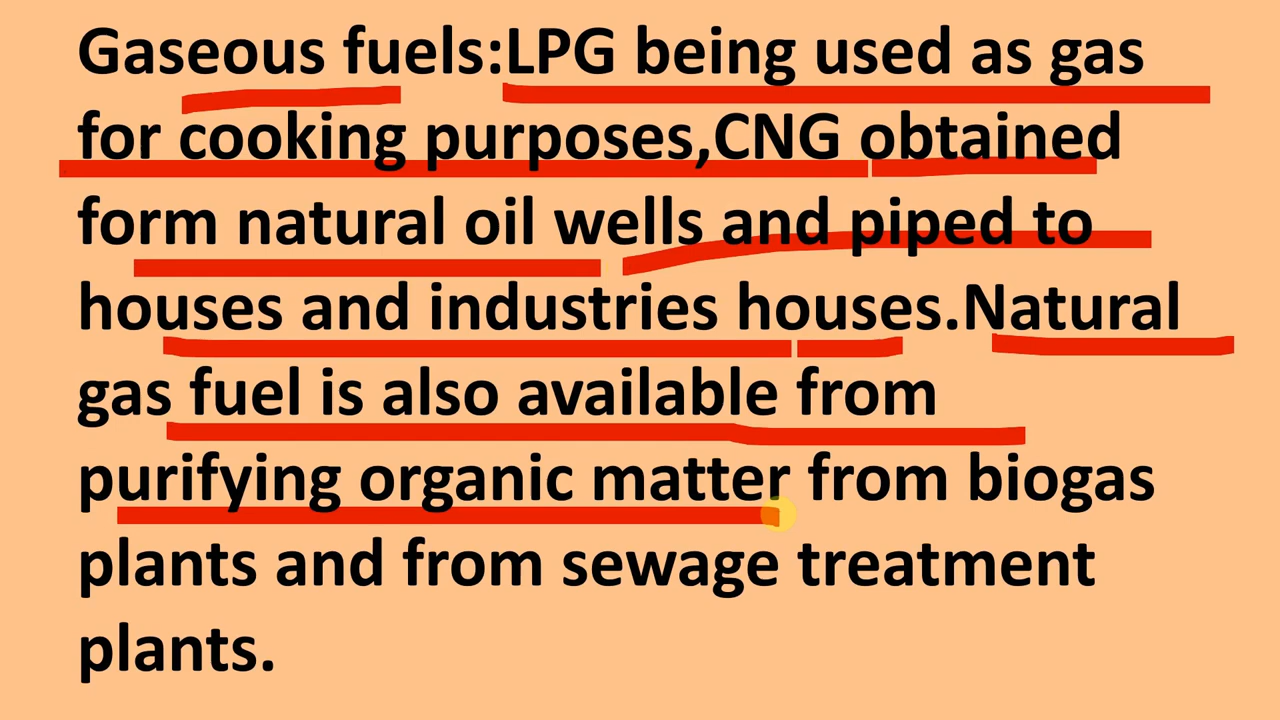 Gaseous fuels:LPG being used as gas
for cooking purposes,CNG obtained
form natural oil wells and piped to
houses and industries houses.Natural
gas fuel is also available from
purifying organic matter from biogas
plants and from sewage treatment
plants.